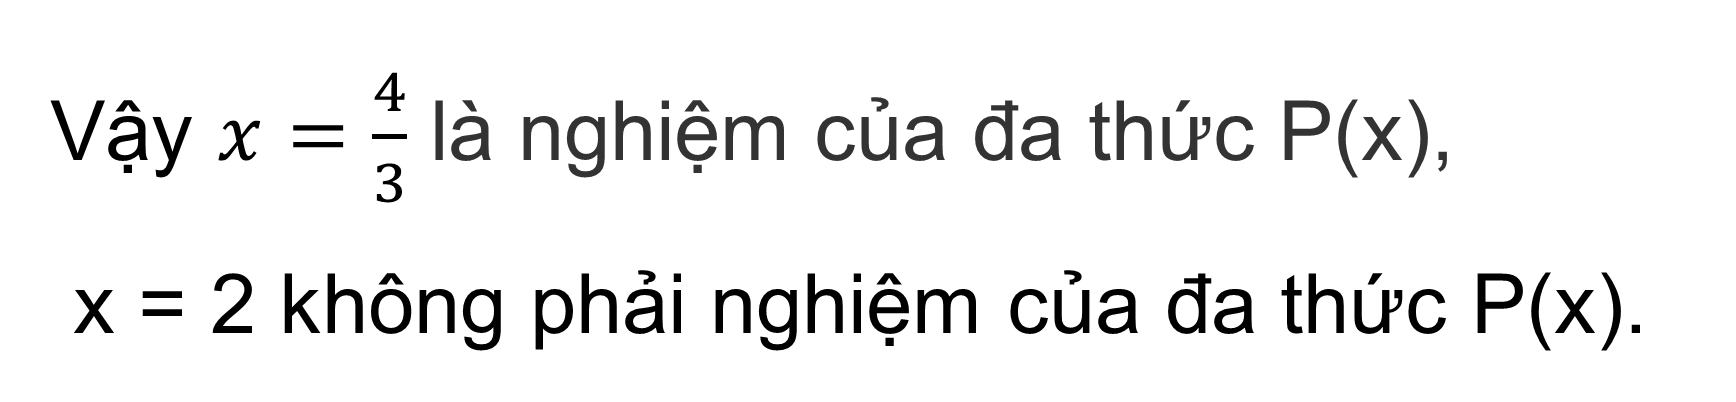 Vậy x = 4/3 là nghiệm của đa thức P(x),
x = 2 không phải nghiệm của đa thức P(x).